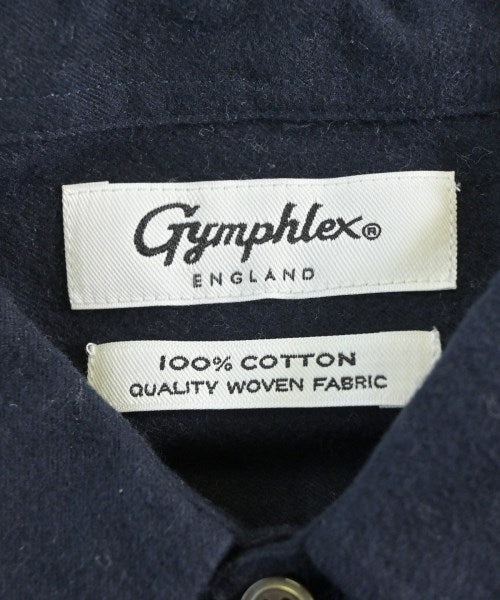 Gymphlex®
ENGLAND
100% COTTON
QUALITY WOVEN FABRIC